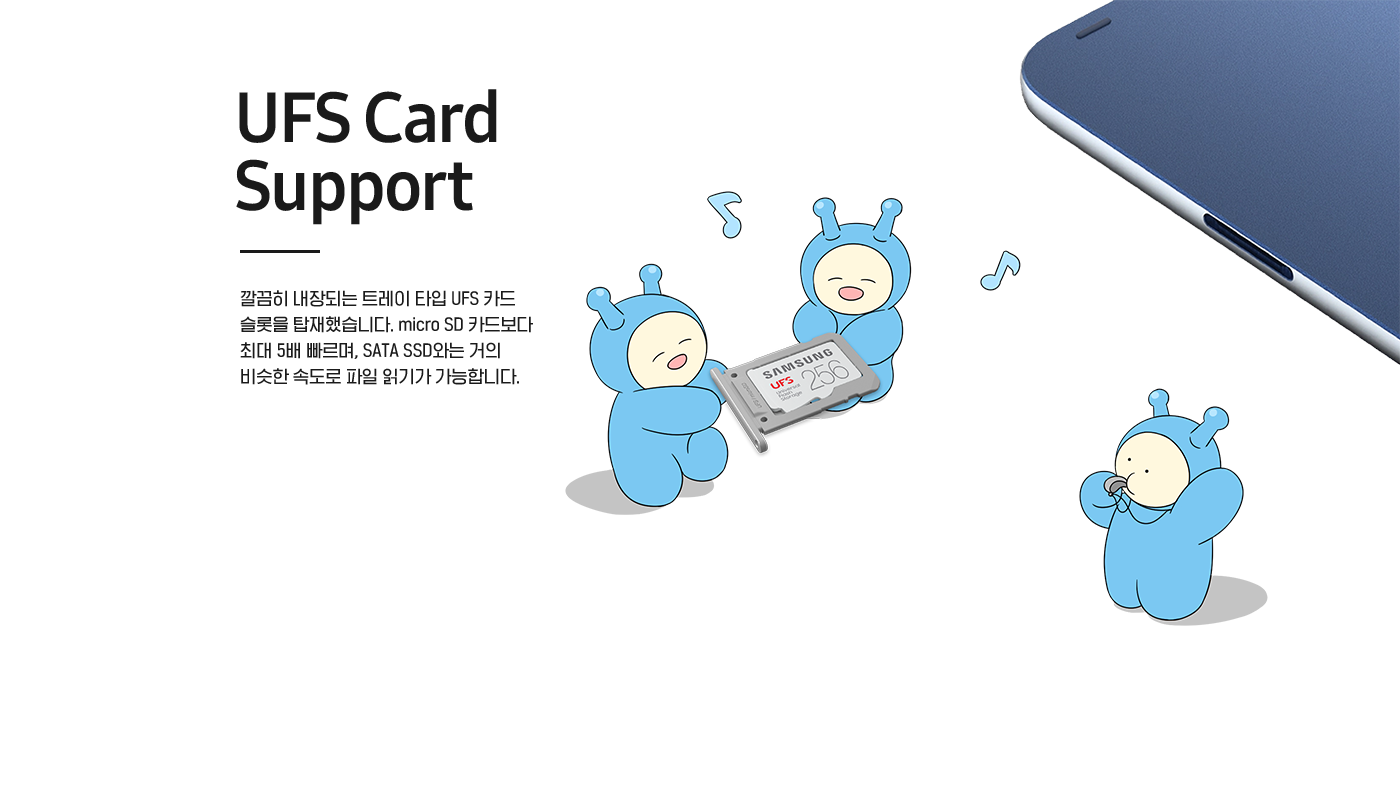 UFS Card
Support
깔끔히 내장되는 트레이 타입 UFS 카드
슬롯을 탑재했습니다. micro SD 카드보다
최대 5배 빠르며, SATA SSD와는 거의
비슷한 속도로 파일 읽기가 가능합니다.
SAMSUNG
UFS 256
Universal
Flash
Storage